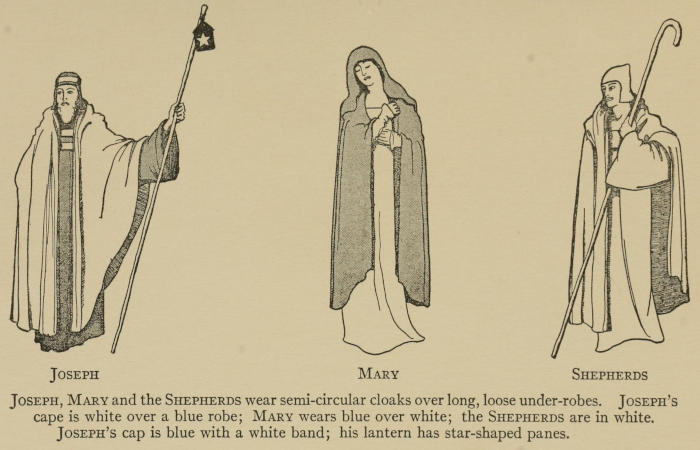 JOSEPH
MARY
SHEPHERDS
JOSEPH, MARY and the SHEPHERDS wear semi-circular cloaks over long, loose under-robes. JOSEPH'S
cape is white over a blue robe; MARY wears blue over white; the SHEPHERDS are in white.
JOSEPH'S cap is blue with a white band; his lantern has star-shaped panes.